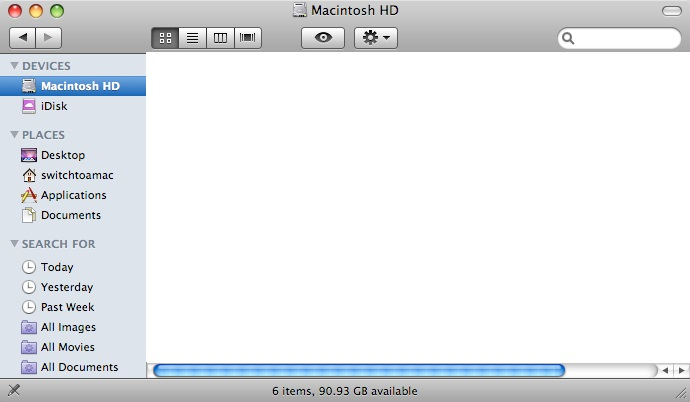 Macintosh HD
DEVICES
Macintosh HD
iDisk
PLACES
Desktop
switchtoamac
Applications
Documents
SEARCH FOR
Today
Yesterday
Past Week
All Images
All Movies
All Documents
6 items, 90.93 GB available